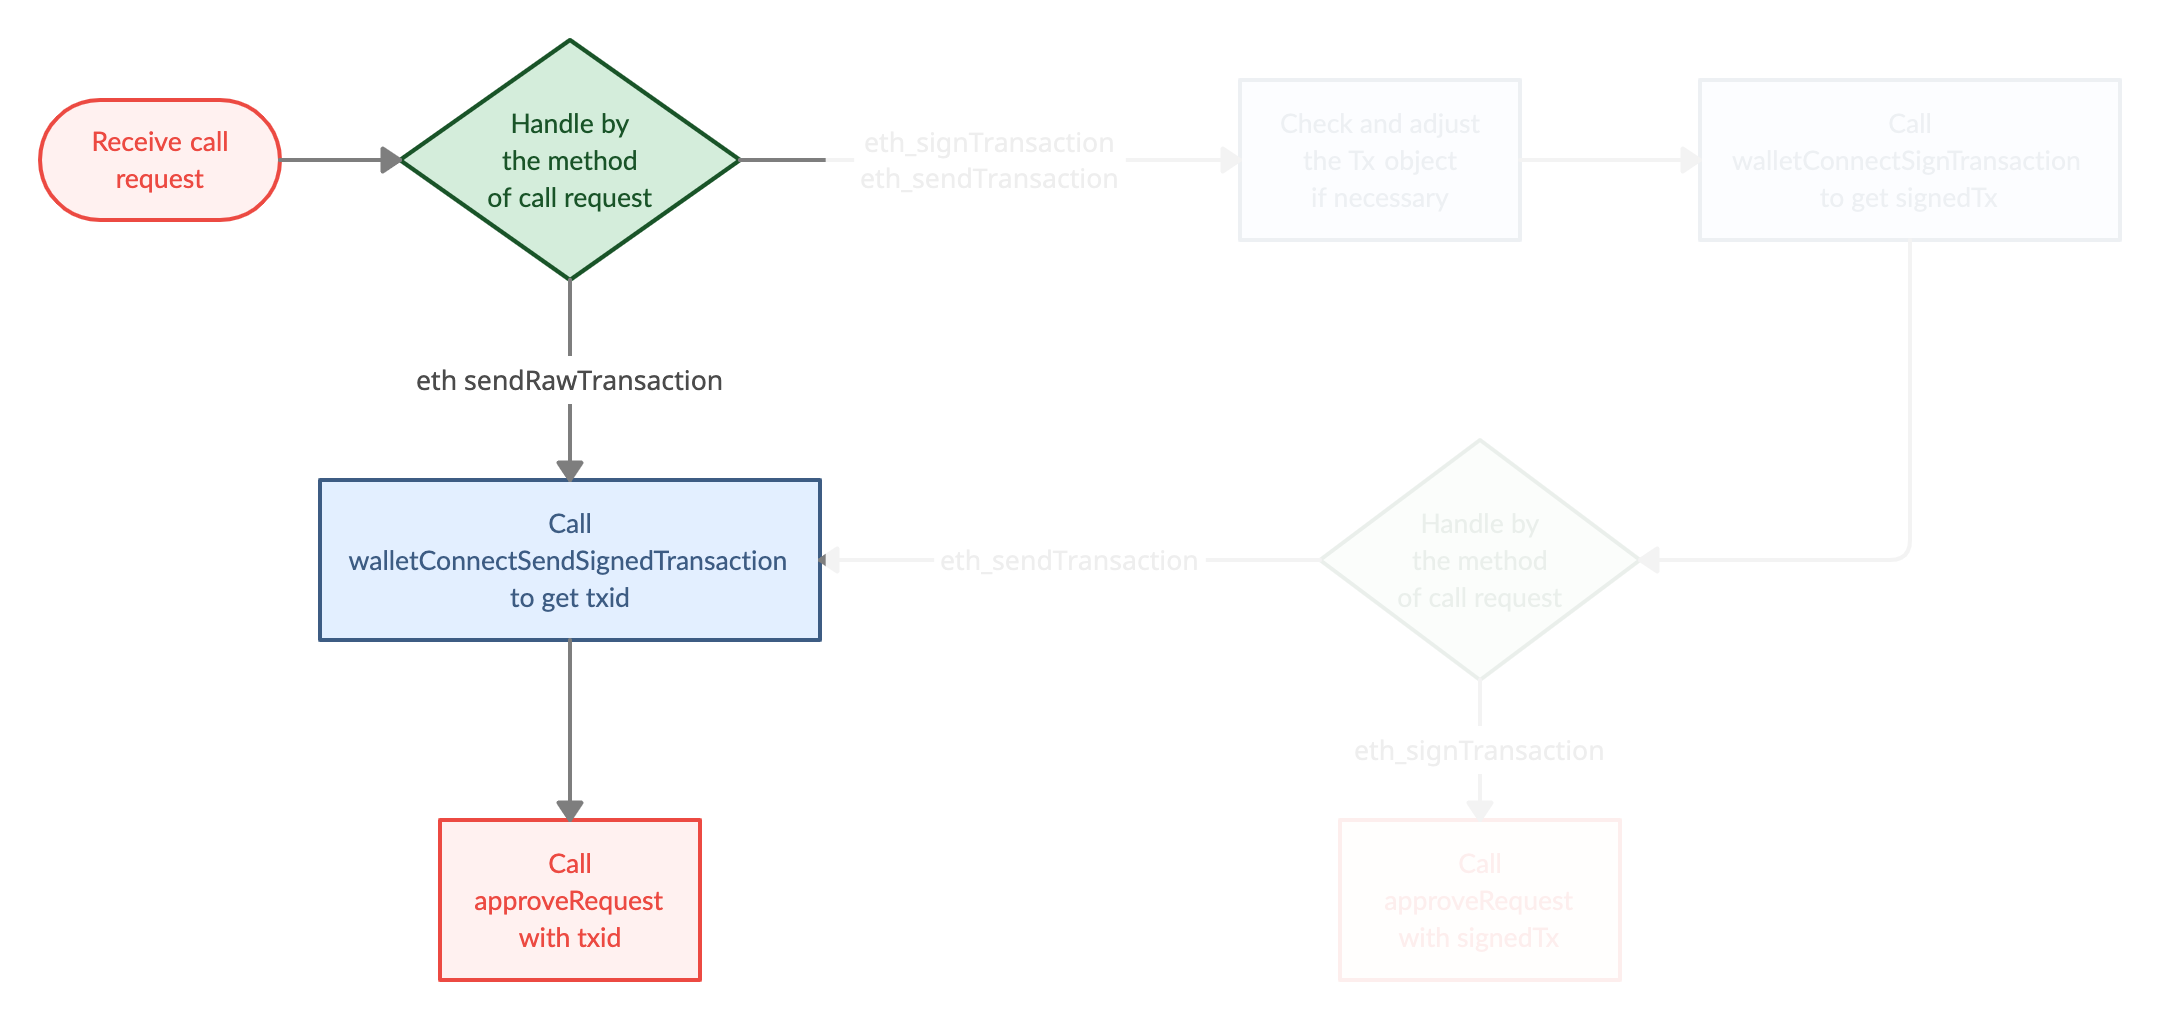 Receive call
request
Handle by
the method
of call request
eth_signTransaction
eth_sendTransaction
Check and adjust
the Tx object
if necessary
Call
walletConnectSignTransaction
to get signedTx
eth sendRawTransaction
Call
walletConnectSendSignedTransaction
to get txid
eth_sendTransaction
Handle by
the method
of call request
eth_signTransaction
Call
approveRequest
with txid
Call
approveRequest
with signedTx